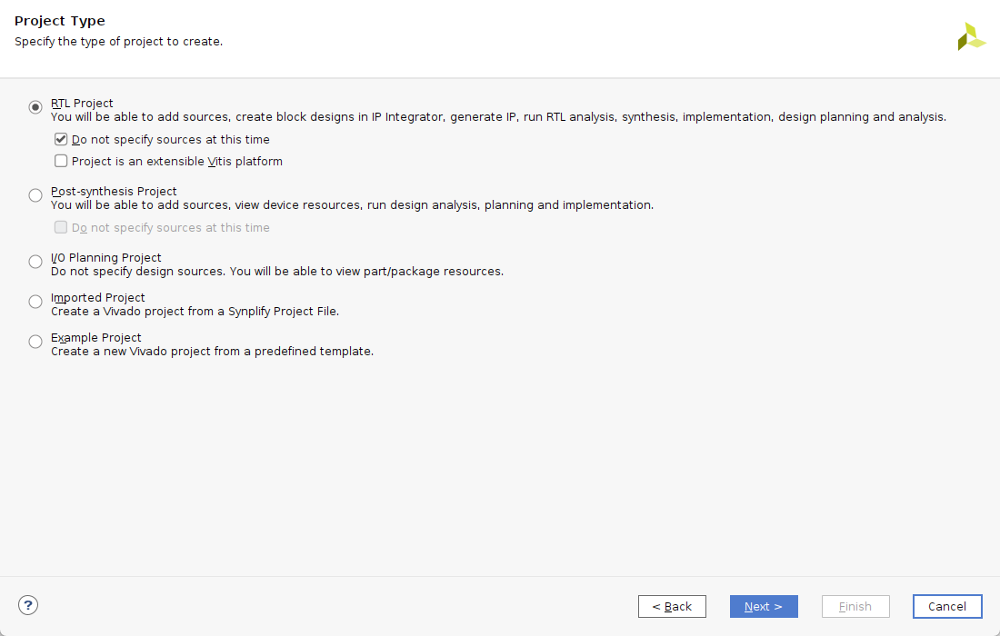 Project Type
Specify the type of project to create.
RTL Project
You will be able to add sources, create block designs in IP Integrator, generate IP, run RTL analysis, synthesis, implementation, design planning and analysis.
Do not specify sources at this time
Project is an extensible Vitis platform
Post-synthesis Project
You will be able to add sources, view device resources, run design analysis, planning and implementation.
Do not specify sources at this time
I/O Planning Project
Do not specify design sources. You will be able to view part/package resources.
Imported Project
Create a Vivado project from a Synplify Project File.
Example Project
Create a new Vivado project from a predefined template.
?
< Back
Next >
Finish
Cancel